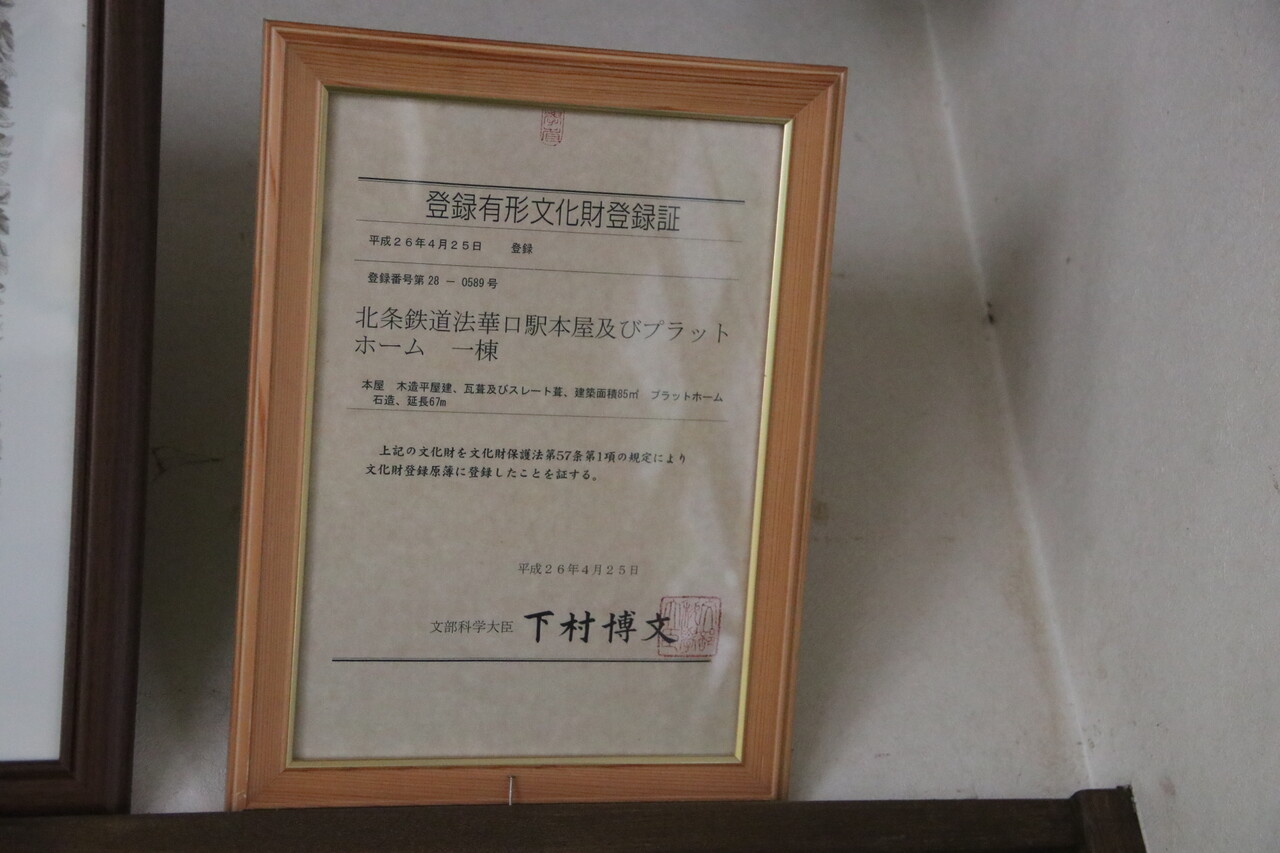 登録有形文化財登録証
平成26年4月25日　登録
登録番号第28－0589号
北条鉄道法華口駅本屋及びプラット
ホーム　一棟
本屋　木造平屋建、瓦葺及びスレート葺、建築面積85㎡　プラットホーム
石造、延長67m
上記の文化財を文化財保護法第57条第1項の規定により
文化財登録原簿に登録したことを証する。
平成26年4月25日
文部科学大臣　下村博文